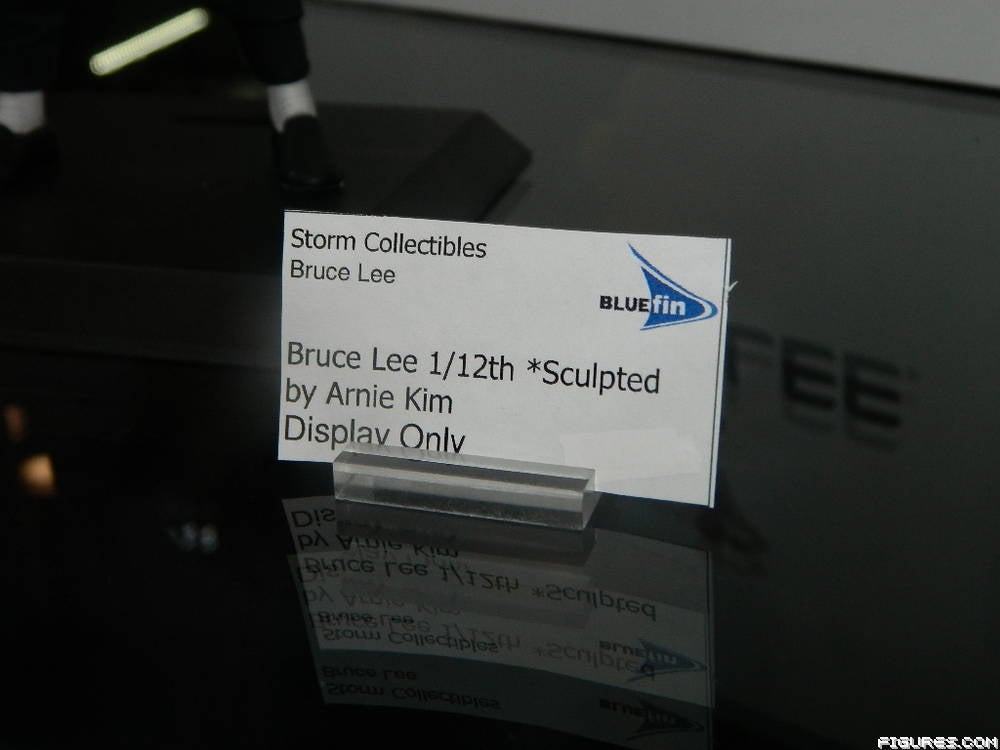 Storm Collectibles
Bruce Lee
BLUEfin
Bruce Lee 1/12th *Sculpted
by Arnie Kim
Display Only
FIGURES.COM